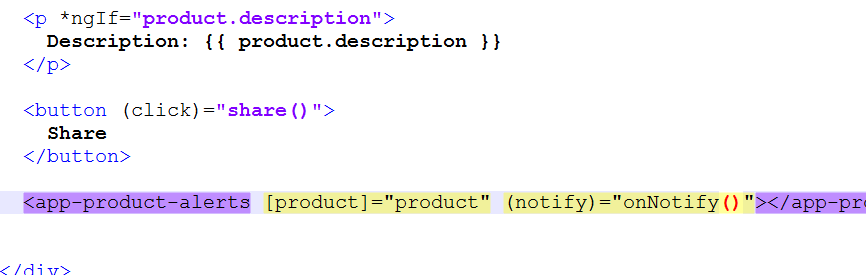 <p *ngIf="product.description">
Description: {{ product.description }}
</p>
<button (click)="share()">
Share
</button>
<app-product-alerts [product]="product" (notify)="onNotify()"></app-pro
</div>